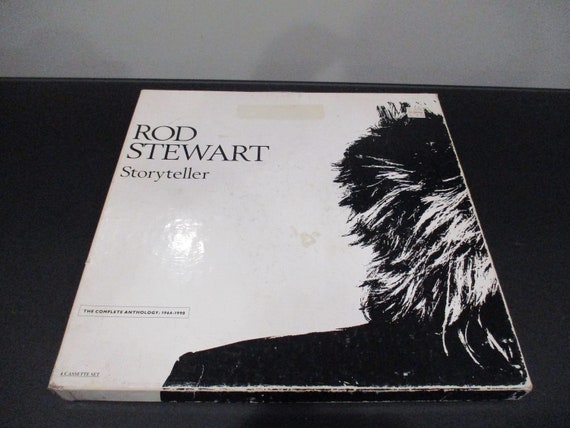 ROD
STEWART
Storyteller
THE COMPLETE ANTHOLOGY: 1964-1990
4 CASSETTE SET